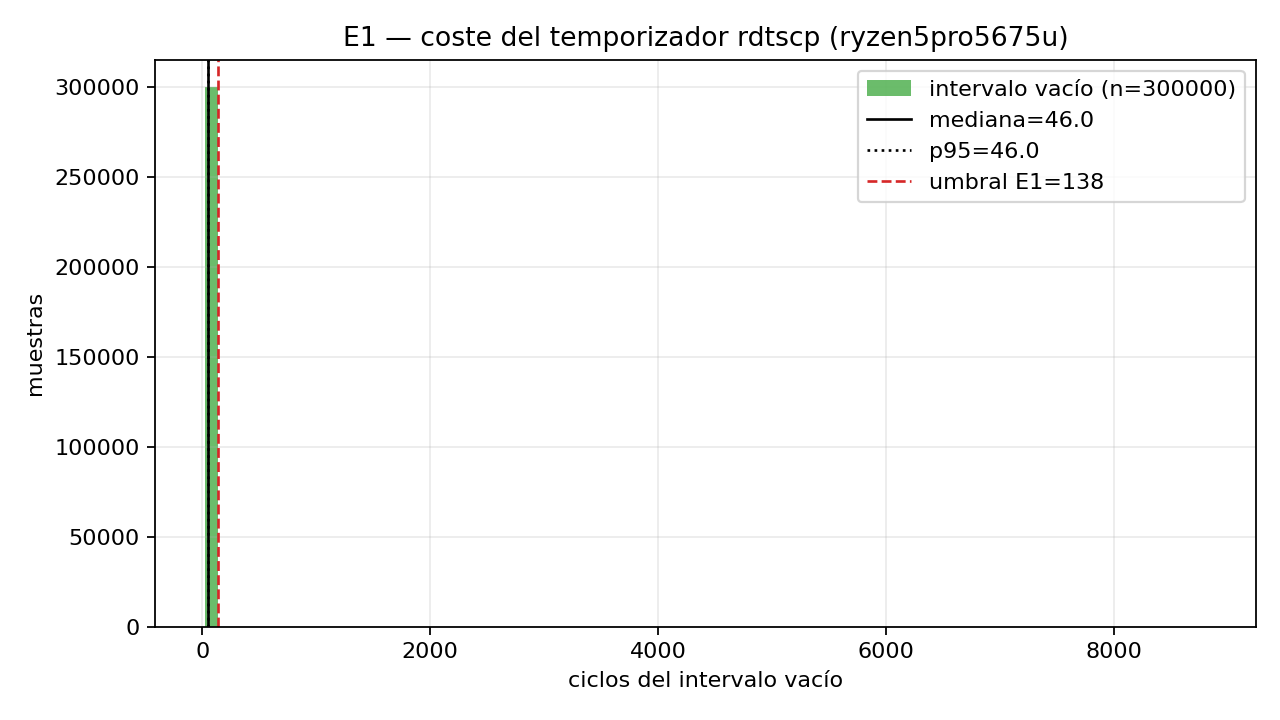 E1 — coste del temporizador rdtscp (ryzen5pro5675u)
intervalo vacío (n=300000)
mediana=46.0
p95=46.0
umbral E1=138
muestras
300000
250000
200000
150000
100000
50000
0
0 2000 4000 6000 8000
ciclos del intervalo vacío